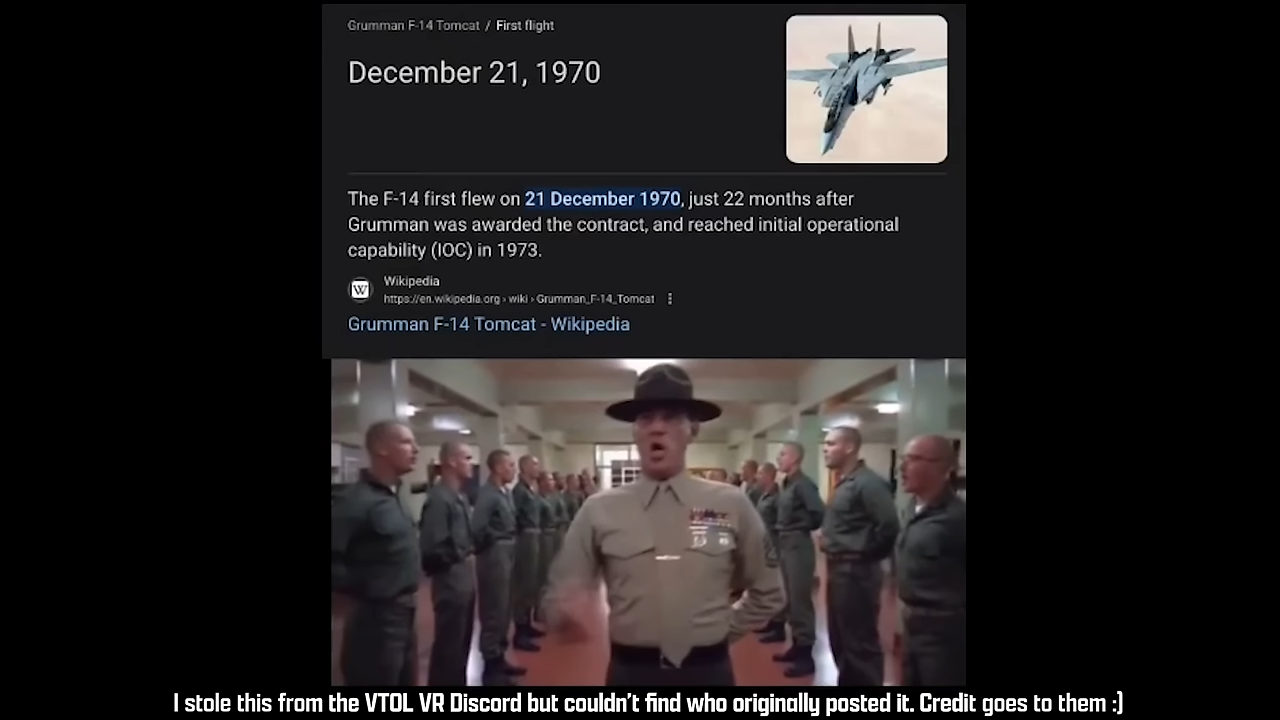 Grumman F-14 Tomcat / First flight
December 21, 1970
The F-14 first flew on 21 December 1970, just 22 months after
Grumman was awarded the contract, and reached initial operational
capability (IOC) in 1973.
W
Wikipedia
https://en.wikipedia.org › wiki › Grumman_F-14_Tomcat
Grumman F-14 Tomcat - Wikipedia
I stole this from the VTOL VR Discord but couldn't find who originally posted it. Credit goes to them :)